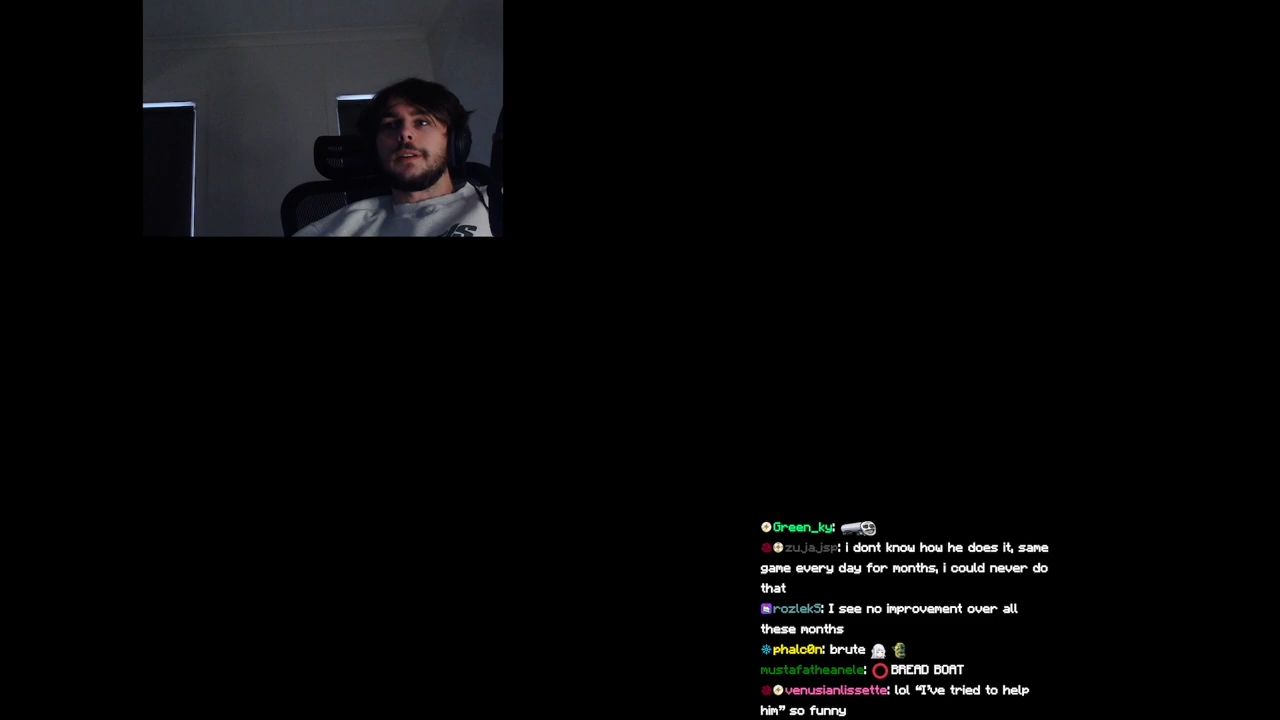 Green_ky:
zujajsp: i dont know how he does it, same
game every day for months, i could never do
that
rozlek5: I see no improvement over all
these months
phalc0n: brute
mustafatheanele: BREAD BOAT
venusianlissette: lol “I've tried to help
him” so funny